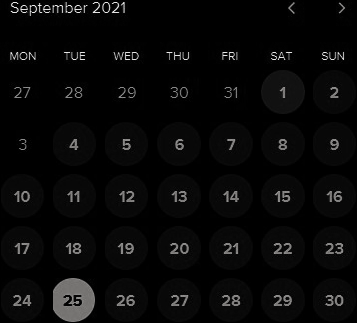 September 2021
MON TUE WED THU FRI SAT SUN
27 28 29 30 31 1 2
3 4 5 6 7 8 9
10 11 12 13 14 15 16
17 18 19 20 21 22 23
24 25 26 27 28 29 30